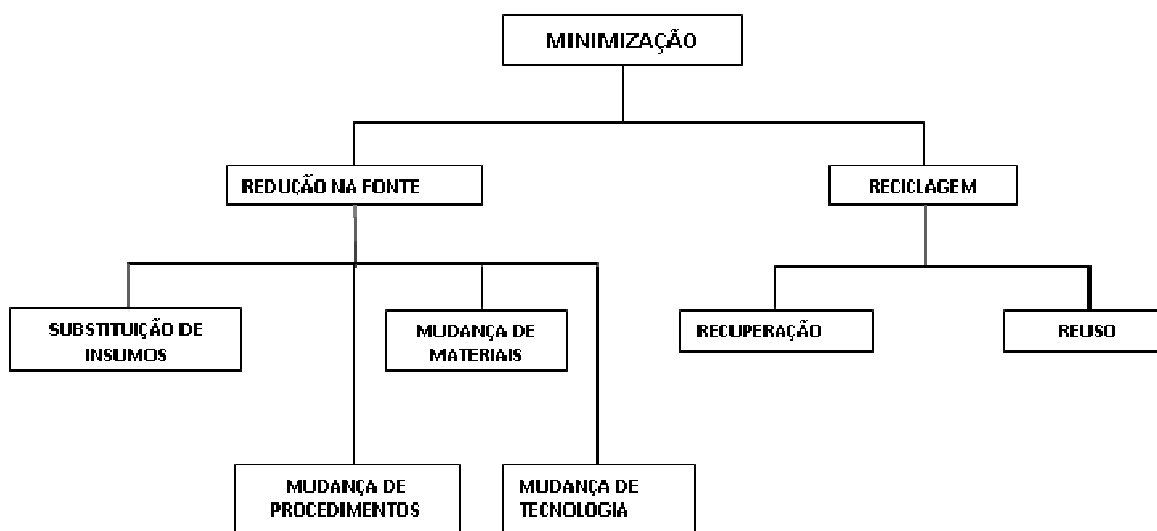 MINIMIZAÇÃO
REDUÇÃO NA FONTE
RECICLAGEM
SUBSTITUIÇÃO DE
INSUMOS
MUDANÇA DE
MATERIAIS
RECUPERAÇÃO
REUSO
MUDANÇA DE
PROCEDIMENTOS
MUDANÇA DE
TECNOLOGIA